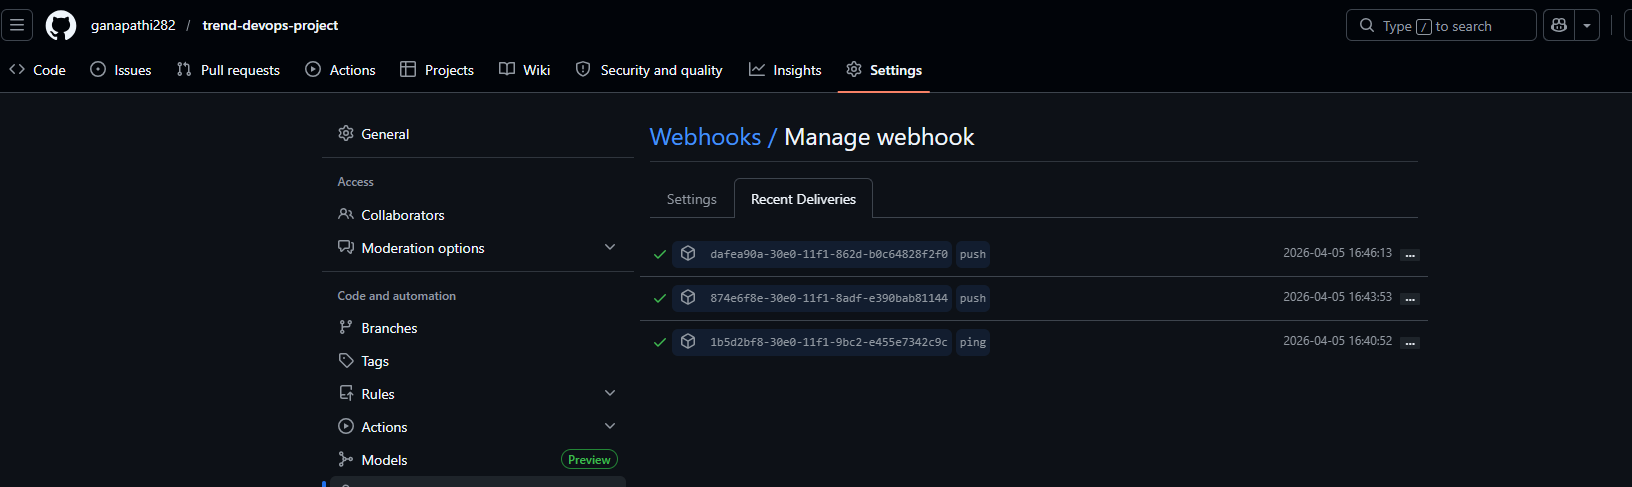 ganapathi282 / trend-devops-project
Type / to search
Code Issues Pull requests Actions Projects Wiki Security and quality Insights Settings
General
Access
Collaborators
Moderation options
Code and automation
Branches
Tags
Rules
Actions
Models Preview
Webhooks / Manage webhook
Settings Recent Deliveries
dafea90a-30e0-11f1-862d-b0c64828f2f0 push 2026-04-05 16:46:13 ...
874e6f8e-30e0-11f1-8adf-e390bab81144 push 2026-04-05 16:43:53 ...
1b5d2bf8-30e0-11f1-9bc2-e455e7342c9c ping 2026-04-05 16:40:52 ...